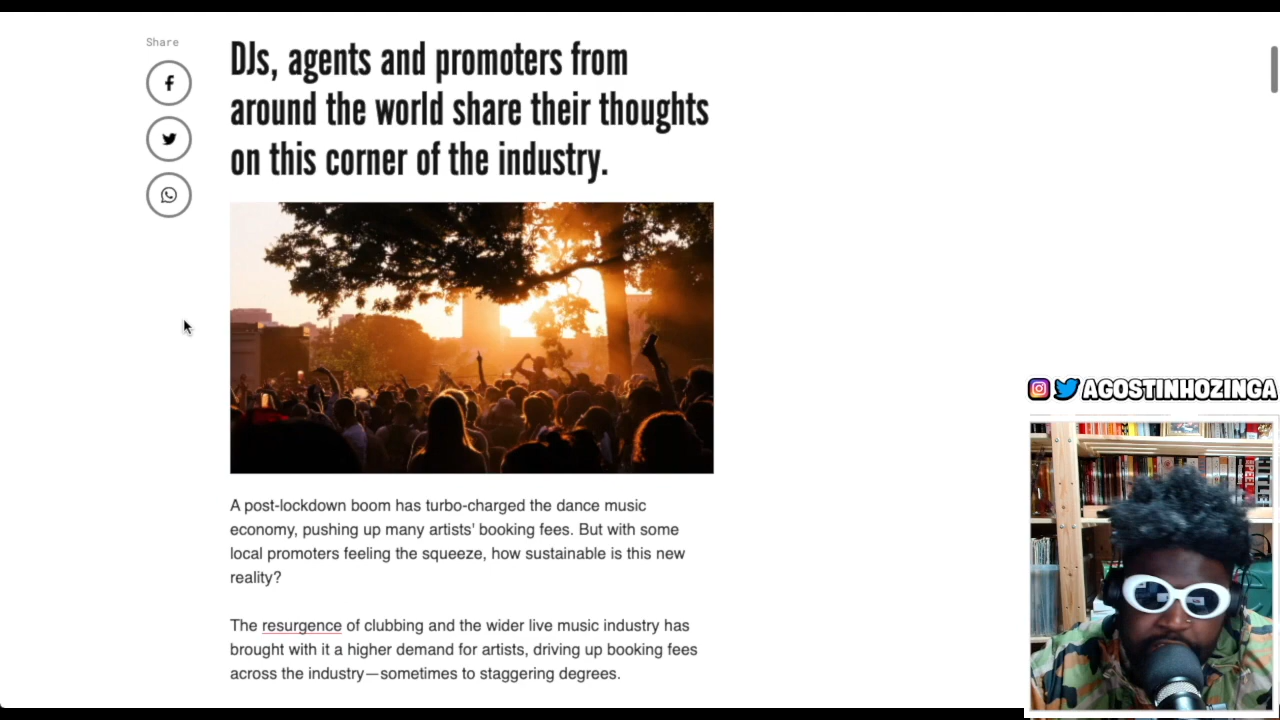 Share
DJs, agents and promoters from
around the world share their thoughts
on this corner of the industry.
A post-lockdown boom has turbo-charged the dance music
economy, pushing up many artists' booking fees. But with some
local promoters feeling the squeeze, how sustainable is this new
reality?
The resurgence of clubbing and the wider live music industry has
brought with it a higher demand for artists, driving up booking fees
across the industry—sometimes to staggering degrees.
AGOSTINHOZINGA